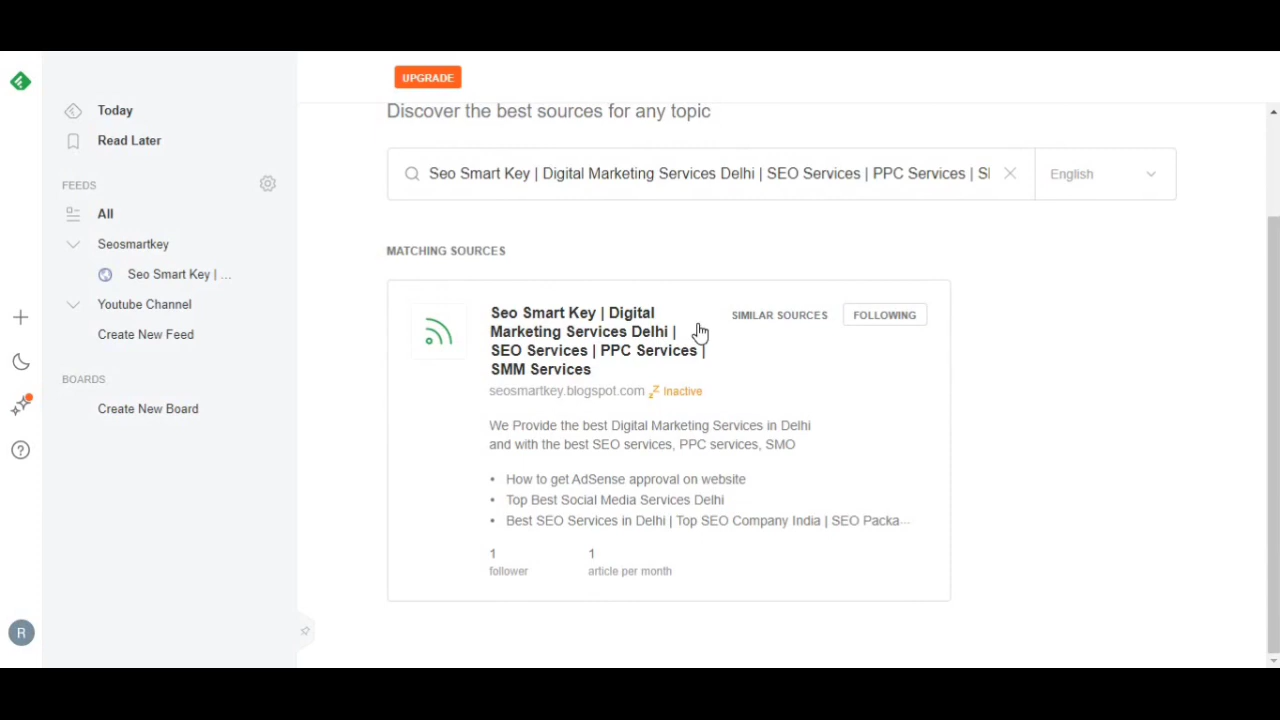 UPGRADE
Today
Read Later
FEEDS
All
Seosmartkey
Seo Smart Key | ...
Youtube Channel
Create New Feed
BOARDS
Create New Board
R
Discover the best sources for any topic
Seo Smart Key | Digital Marketing Services Delhi | SEO Services | PPC Services | SI
English
MATCHING SOURCES
Seo Smart Key | Digital
Marketing Services Delhi |
SEO Services | PPC Services |
SMM Services
SIMILAR SOURCES
FOLLOWING
seosmartkey.blogspot.com zZ Inactive
We Provide the best Digital Marketing Services in Delhi
and with the best SEO services, PPC services, SMO
• How to get AdSense approval on website
• Top Best Social Media Services Delhi
• Best SEO Services in Delhi | Top SEO Company India | SEO Packa...
1
follower
1
article per month